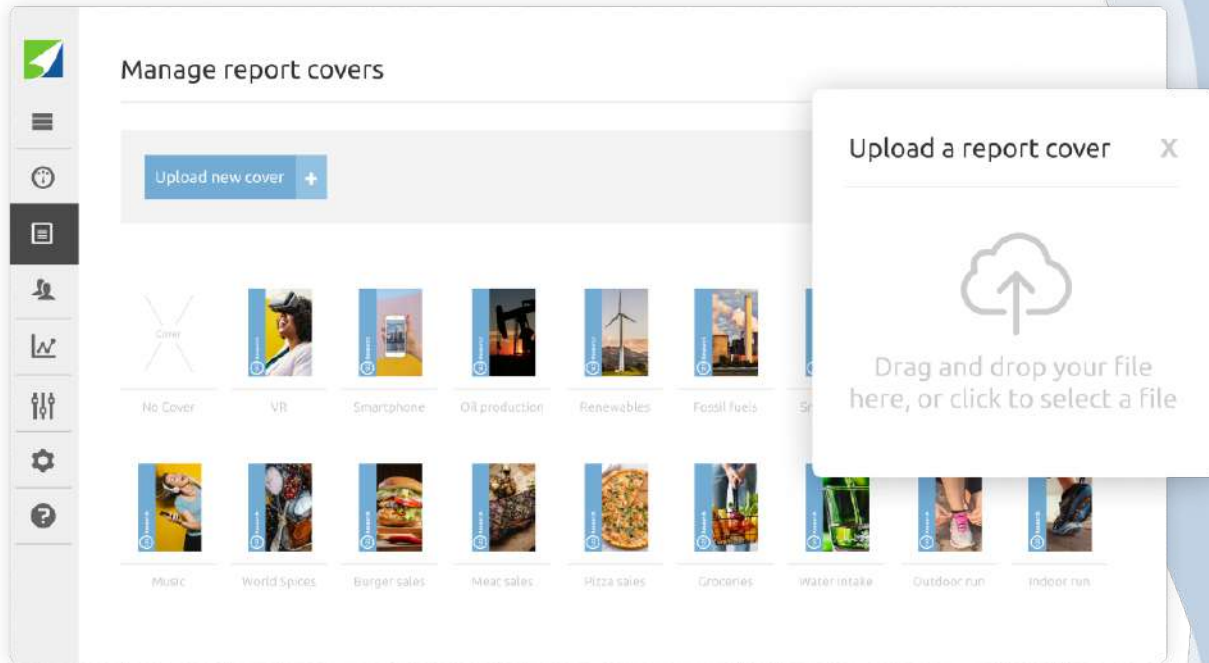 Manage report covers
Upload new cover +
Upload a report cover X
Drag and drop your file
here, or click to select a file
Cover
No Cover
VR
Smartphone
Oil production
Renewables
Fossil fuels
Music
World Spices
Burger sales
Meat sales
Pizza sales
Groceries
Water intake
Outdoor run
Indoor run